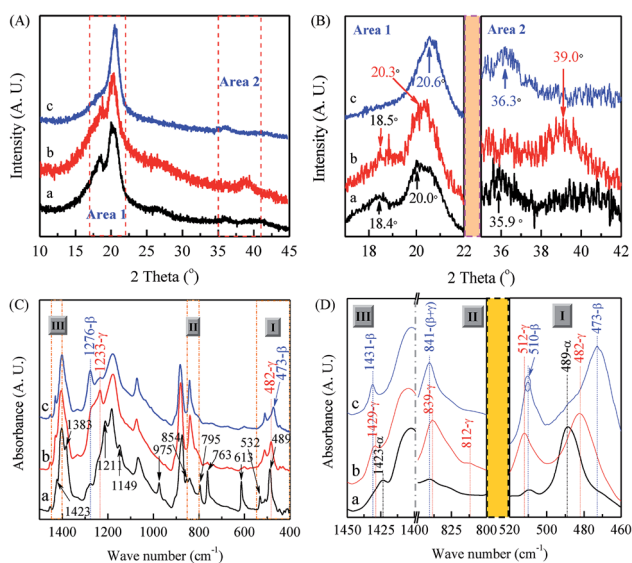 (A)
Intensity (A. U.)
Area 2
Area 1
c
b
a
10 15 20 25 30 35 40 45
2 Theta (°)
(B)
Intensity (A. U.)
Area 1
Area 2
20.6°
36.3°
39.0°
20.3°
18.5°
20.0°
18.4°
35.9°
c
b
a
18 20 22 36 38 40 42
2 Theta (°)
(C)
Absorbance (A. U.)
III
II
I
1276-β
1233-γ
482-γ
473-β
c
b
a
1383
1423
1211
1149
975
854
795
763
613
532
489
1400 1200 1000 800 600 400
Wave number (cm⁻¹)
(D)
Absorbance (A. U.)
III
II
I
1431-β
1429-γ
1423-α
841-(β+γ)
839-γ
812-γ
512-γ
510-β
489-α
482-γ
473-β
c
b
a
1450 1425 1400 825 800 520 500 480 460
Wave number (cm⁻¹)